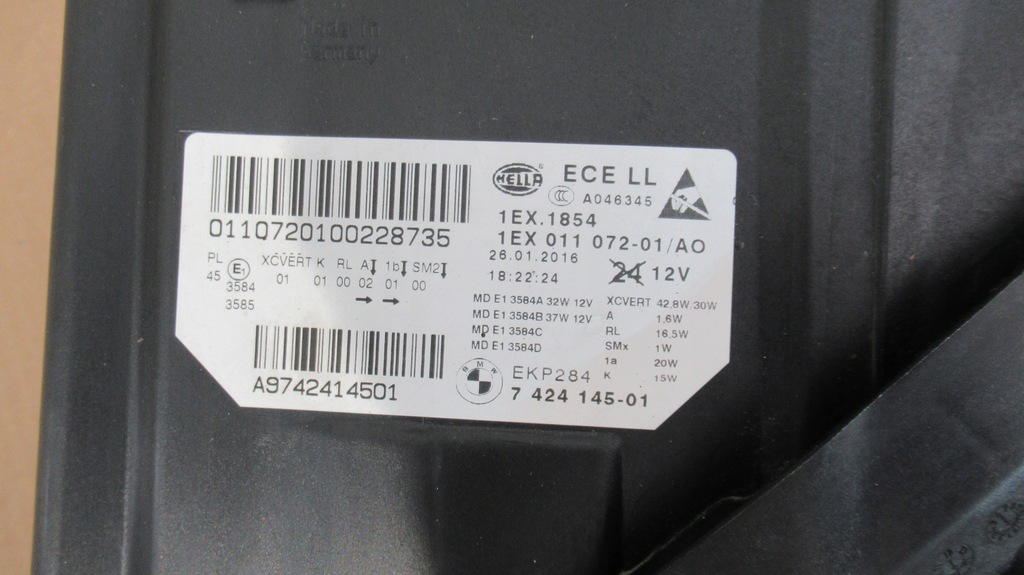 Made in
Germany
HELLA
ECE LL
CCC A046345
1EX.1854
1EX 011 072-01/AO
26.01.2016
18:22:24
24 12V
0110720100228735
PL
45
E1
3584
3585
XCVERT K RL A 1b SM2
01 01 00 02 01 00
MD E1 3584A 32W 12V
MD E1 3584B 37W 12V
MD E1 3584C
MD E1 3584D
XCVERT 42,8W,30W
A 1,6W
RL 16,5W
SMx 1W
1a 20W
K 15W
A9742414501
BMW
EKP284
7 424 145-01